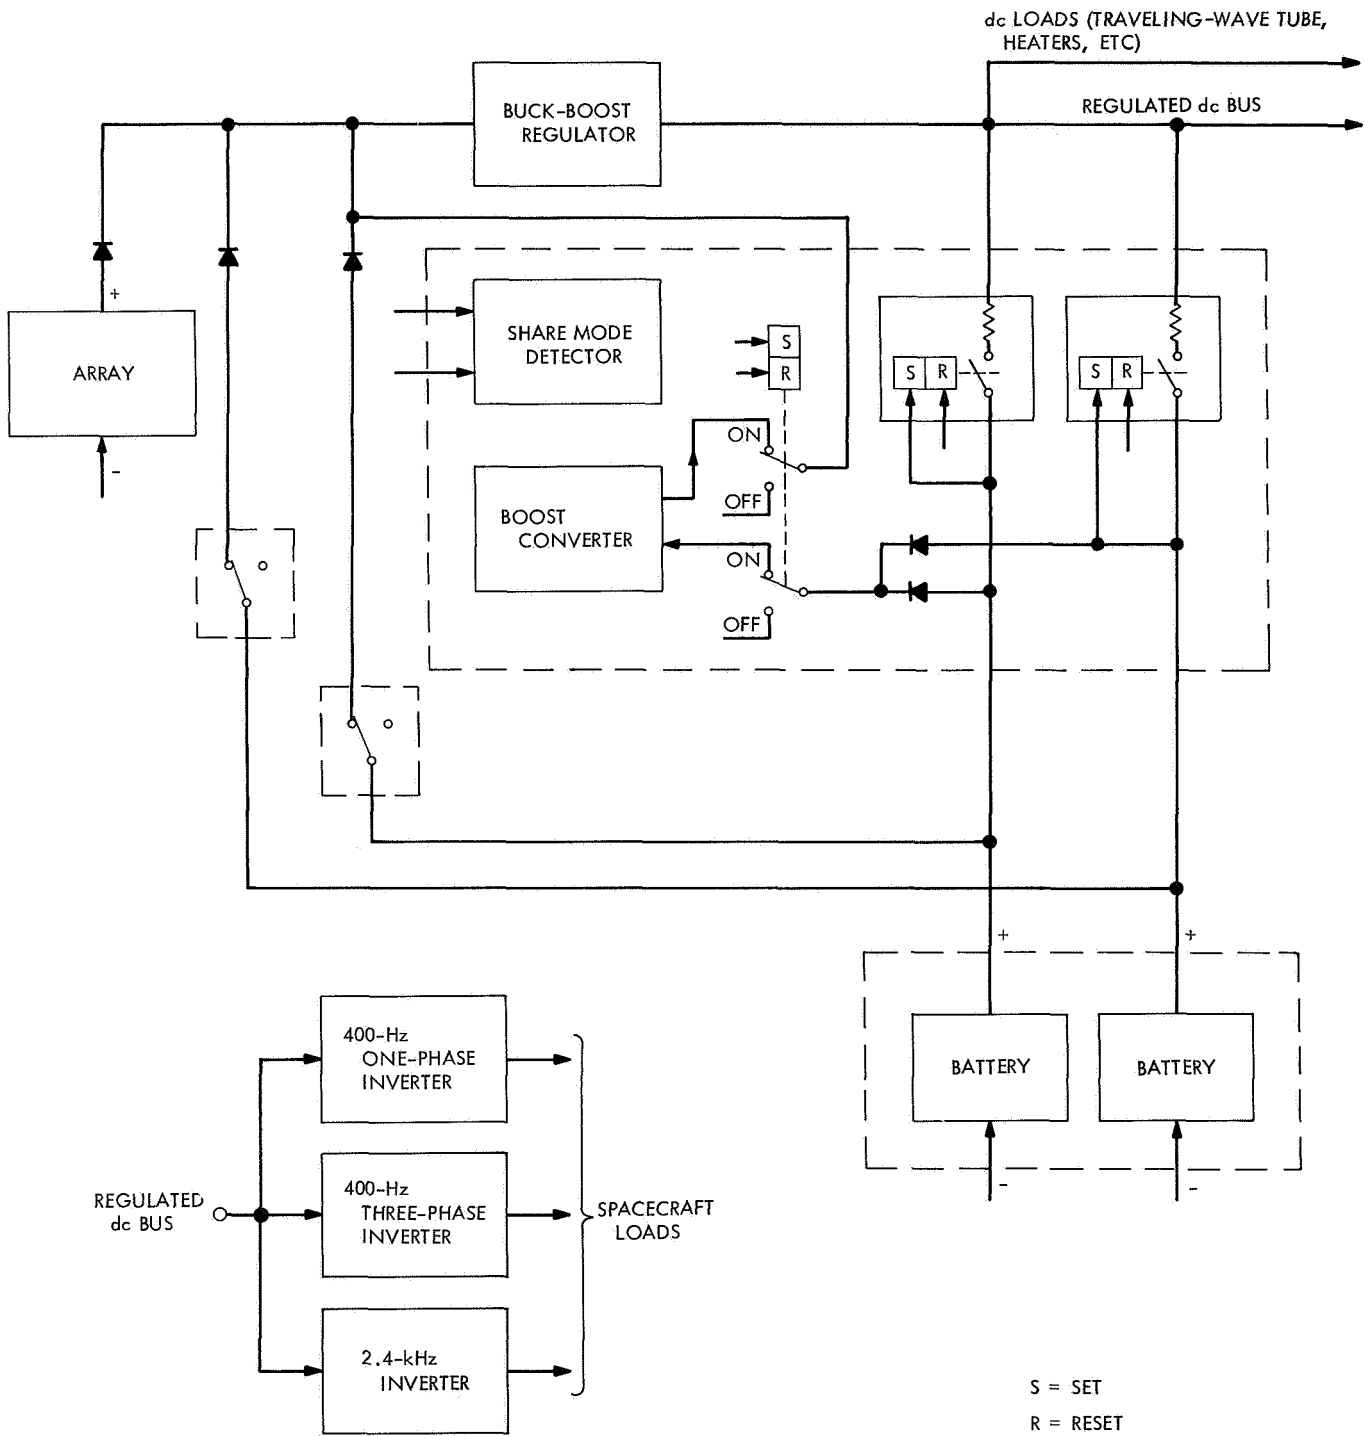 dc LOADS (TRAVELING-WAVE TUBE,
HEATERS, ETC)
BUCK-BOOST
REGULATOR
REGULATED dc BUS
+
ARRAY
-
SHARE MODE
DETECTOR
S
R
S R
S R
ON
OFF
BOOST
CONVERTER
ON
OFF
+
+
BATTERY
BATTERY
-
-
400-Hz
ONE-PHASE
INVERTER
REGULATED
dc BUS
400-Hz
THREE-PHASE
INVERTER
SPACECRAFT
LOADS
2.4-kHz
INVERTER
S = SET
R = RESET